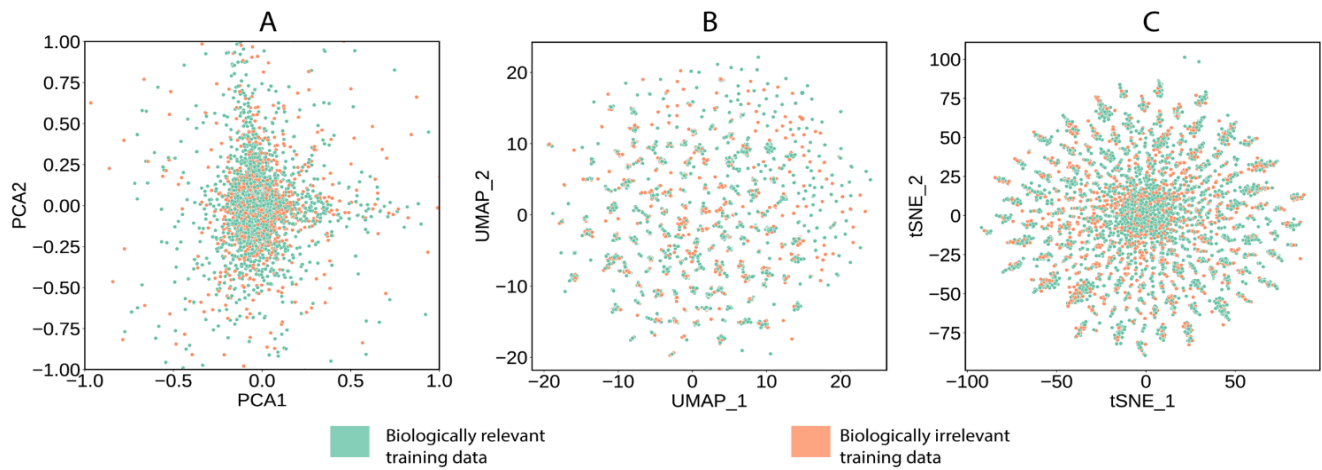 A
B
C
1.00
0.75
0.50
0.25
0.00
−0.25
−0.50
−0.75
−1.00
PCA2
−1.0
−0.5
0.0
0.5
1.0
PCA1
20
10
0
−10
−20
UMAP_2
−20
−10
0
10
20
UMAP_1
100
75
50
25
0
−25
−50
−75
tSNE_2
−100
−50
0
50
tSNE_1
Biologically relevant
training data
Biologically irrelevant
training data